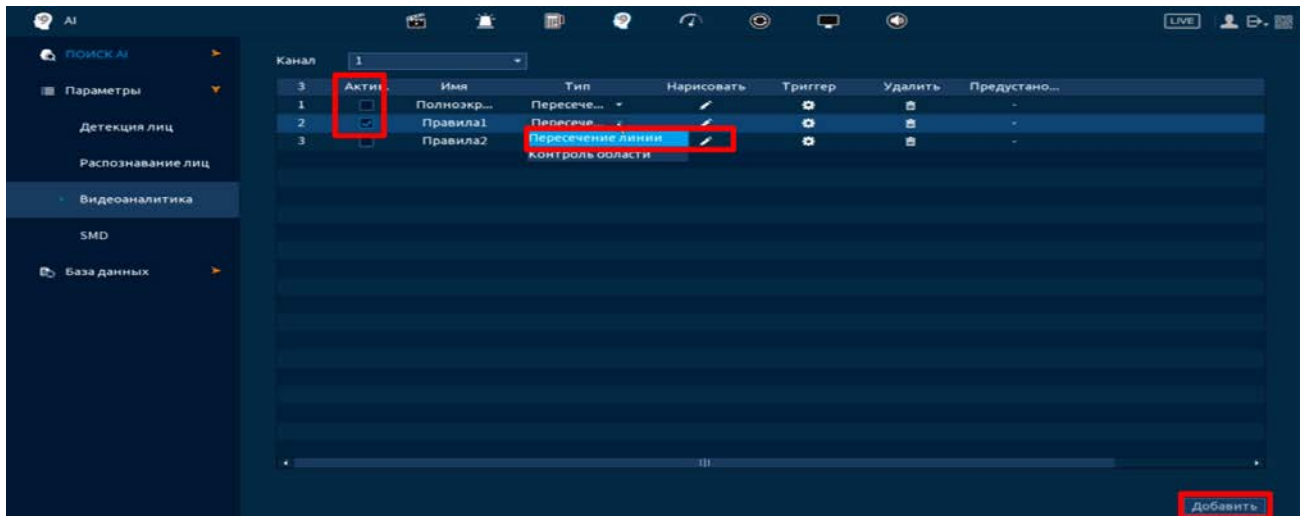 AI LIVE
ПОИСК AI
Параметры
Детекция лиц
Распознавание лиц
Видеоаналитика
SMD
База данных
Канал 1
3 Актив. Имя Тип Нарисовать Триггер Удалить Предустано...
1 Полноэкр... Пересече... -
2 Правила1 Пересече... -
3 Правила2 -
Пересечение линии
Контроль области
Добавить